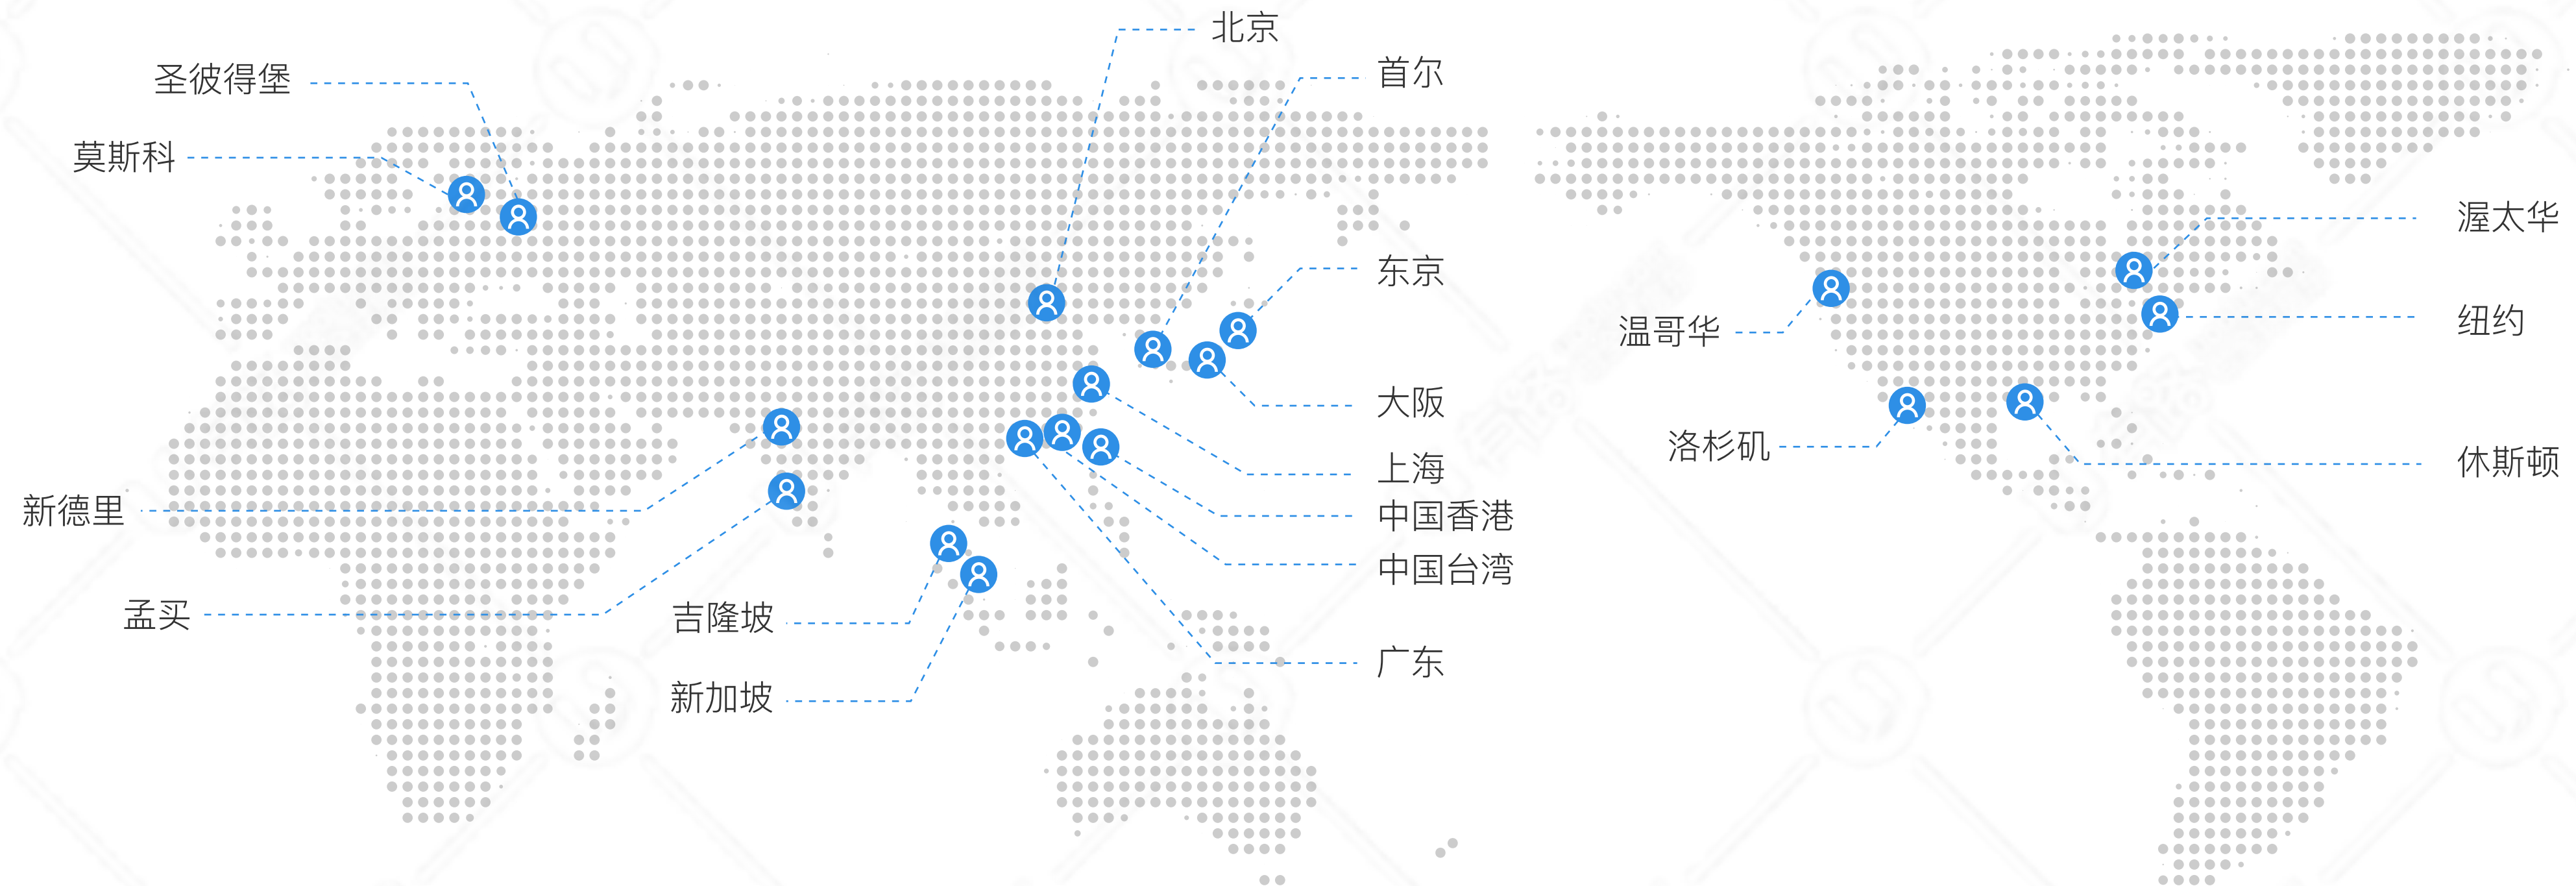 北京
圣彼得堡
首尔
莫斯科
渥太华
东京
温哥华
纽约
大阪
洛杉矶
上海
休斯顿
新德里
中国香港
中国台湾
孟买
吉隆坡
广东
新加坡